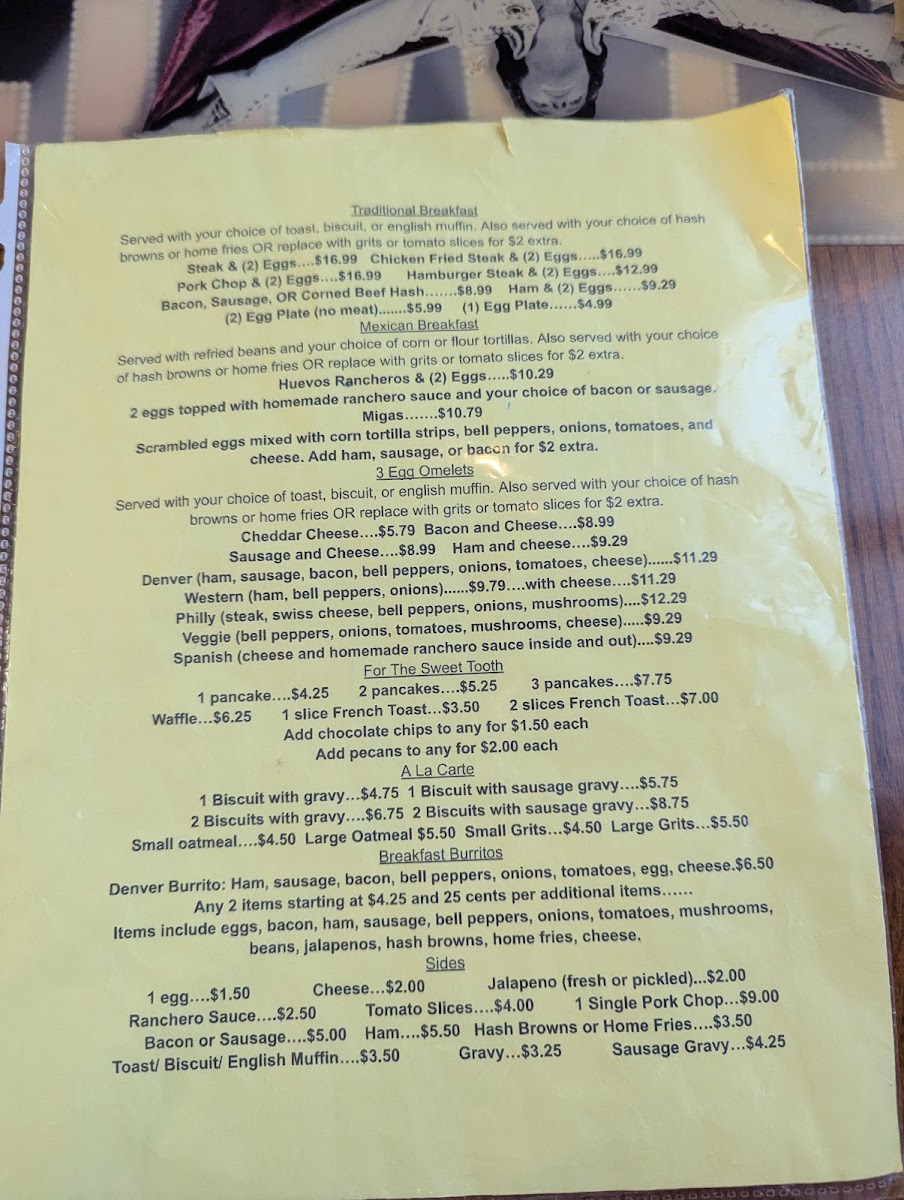 Traditional Breakfast
Served with your choice of toast, biscuit, or english muffin. Also served with your choice of hash
browns or home fries OR replace with grits or tomato slices for $2 extra.
Steak & (2) Eggs....$16.99 Chicken Fried Steak & (2) Eggs.....$16.99
Pork Chop & (2) Eggs....$16.99 Hamburger Steak & (2) Eggs....$12.99
Bacon, Sausage, OR Corned Beef Hash.......$8.99 Ham & (2) Eggs......$9.29
(2) Egg Plate (no meat).......$5.99 (1) Egg Plate......$4.99
Mexican Breakfast
Served with refried beans and your choice of corn or flour tortillas. Also served with your choice
of hash browns or home fries OR replace with grits or tomato slices for $2 extra.
Huevos Rancheros & (2) Eggs.....$10.29
2 eggs topped with homemade ranchero sauce and your choice of bacon or sausage.
Migas.......$10.79
Scrambled eggs mixed with corn tortilla strips, bell peppers, onions, tomatoes, and
cheese. Add ham, sausage, or bacon for $2 extra.
3 Egg Omelets
Served with your choice of toast, biscuit, or english muffin. Also served with your choice of hash
browns or home fries OR replace with grits or tomato slices for $2 extra.
Cheddar Cheese....$5.79 Bacon and Cheese....$8.99
Sausage and Cheese....$8.99 Ham and cheese....$9.29
Denver (ham, sausage, bacon, bell peppers, onions, tomatoes, cheese)......$11.29
Western (ham, bell peppers, onions)......$9.79....with cheese....$11.29
Philly (steak, swiss cheese, bell peppers, onions, mushrooms)....$12.29
Veggie (bell peppers, onions, tomatoes, mushrooms, cheese).....$9.29
Spanish (cheese and homemade ranchero sauce inside and out)....$9.29
For The Sweet Tooth
1 pancake....$4.25 2 pancakes....$5.25 3 pancakes....$7.75
Waffle...$6.25 1 slice French Toast...$3.50 2 slices French Toast...$7.00
Add chocolate chips to any for $1.50 each
Add pecans to any for $2.00 each
A La Carte
1 Biscuit with gravy...$4.75 1 Biscuit with sausage gravy....$5.75
2 Biscuits with gravy....$6.75 2 Biscuits with sausage gravy...$8.75
Small oatmeal....$4.50 Large Oatmeal $5.50 Small Grits...$4.50 Large Grits...$5.50
Breakfast Burritos
Denver Burrito: Ham, sausage, bacon, bell peppers, onions, tomatoes, egg, cheese.$6.50
Any 2 items starting at $4.25 and 25 cents per additional items......
Items include eggs, bacon, ham, sausage, bell peppers, onions, tomatoes, mushrooms,
beans, jalapenos, hash browns, home fries, cheese.
Sides
1 egg....$1.50 Cheese...$2.00 Jalapeno (fresh or pickled)...$2.00
Ranchero Sauce....$2.50 Tomato Slices....$4.00 1 Single Pork Chop...$9.00
Bacon or Sausage....$5.00 Ham....$5.50 Hash Browns or Home Fries....$3.50
Toast/ Biscuit/ English Muffin....$3.50 Gravy...$3.25 Sausage Gravy...$4.25